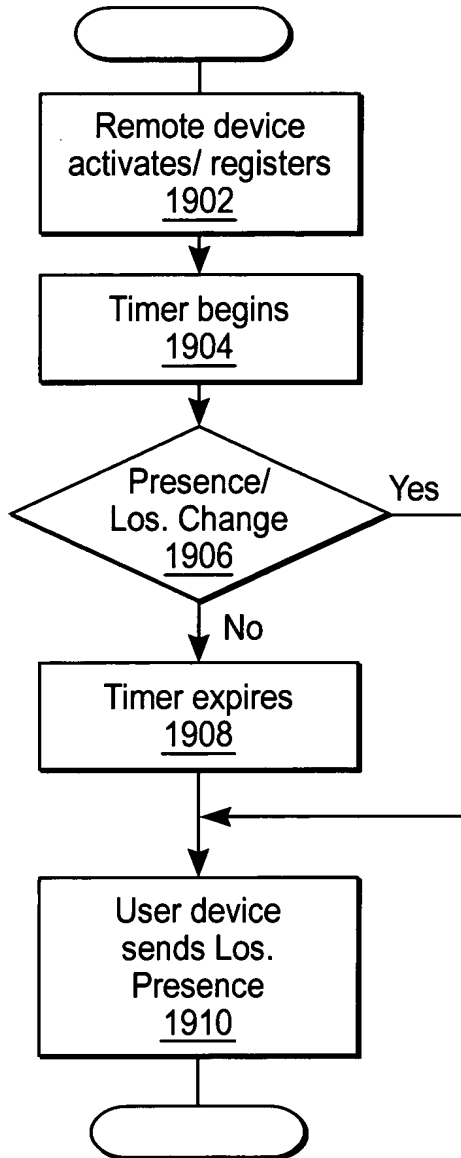 Remote device
activates/ registers
1902
Timer begins
1904
Presence/
Los. Change
1906
Yes
No
Timer expires
1908
User device
sends Los.
Presence
1910